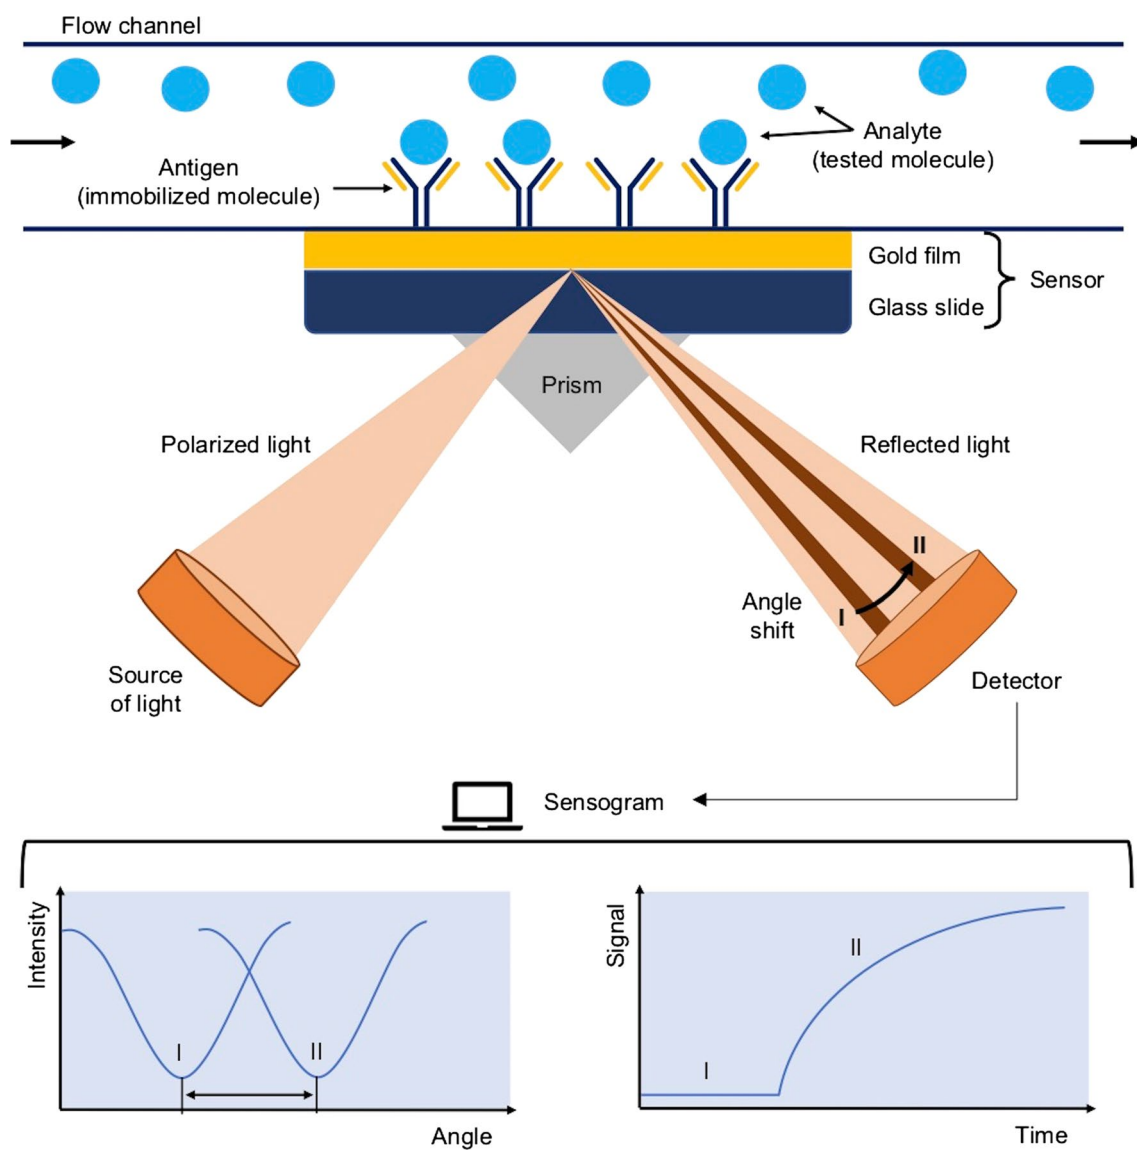 Flow channel
Analyte
(tested molecule)
Antigen
(immobilized molecule)
Gold film
Glass slide
Sensor
Prism
Polarized light
Reflected light
II
I
Angle
shift
Source
of light
Detector
Sensogram
Intensity
I
II
Angle
Signal
I
II
Time